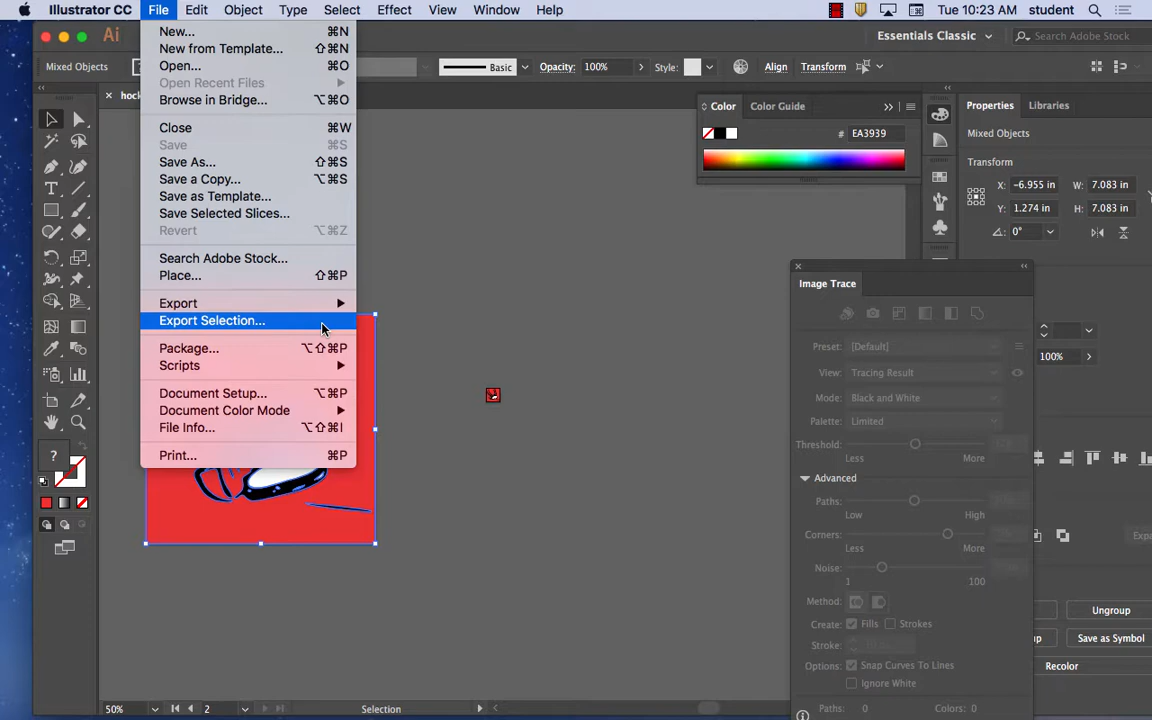 Illustrator CC File Edit Object Type Select Effect View Window Help Tue 10:23 AM student
Ai Essentials Classic Search Adobe Stock
Mixed Objects Basic Opacity: 100% Style: Align Transform
hock
New... ⌘N
New from Template... ⇧⌘N
Open... ⌘O
Open Recent Files
Browse in Bridge... ⌥⌘O
Close ⌘W
Save ⌘S
Save As... ⇧⌘S
Save a Copy... ⌥⌘S
Save as Template...
Save Selected Slices...
Revert ⌥⌘Z
Search Adobe Stock...
Place... ⇧⌘P
Export
Export Selection...
Package... ⌥⇧⌘P
Scripts
Document Setup... ⌥⌘P
Document Color Mode
File Info... ⌥⇧⌘I
Print... ⌘P
Color Color Guide
# EA3939
Properties Libraries
Mixed Objects
Transform
X: −6.955 in W: 7.083 in
Y: 1.274 in H: 7.083 in
0°
Image Trace
Preset: [Default]
View: Tracing Result
Mode: Black and White
Palette: Limited
Threshold:
Less More
Advanced
Paths:
Low High
Corners:
Less More
Noise:
1 100
Method:
Create: Fills Strokes
Stroke:
Options: Snap Curves To Lines
Ignore White
Paths: 0 Colors: 0
100%
Expa
Ungroup
up Save as Symbol
Recolor
?
50% 2 Selection